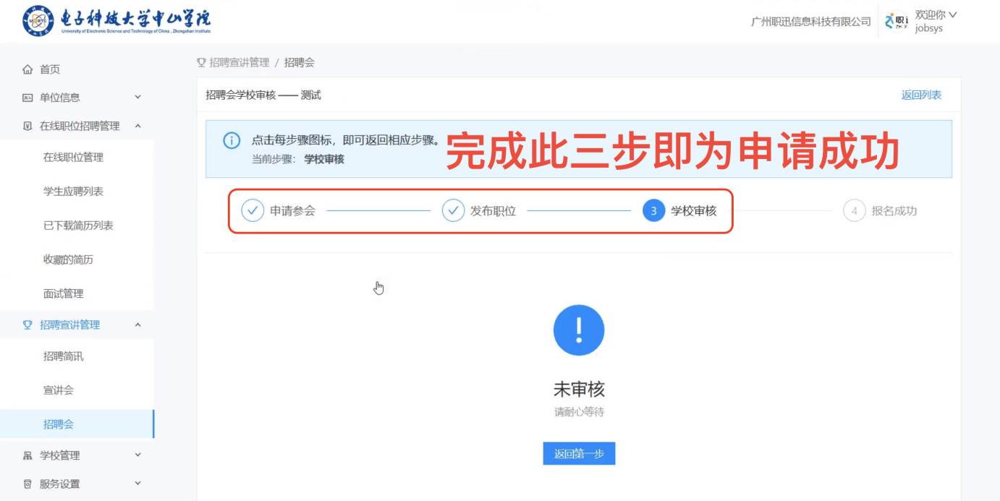 电子科技大学中山学院
University of Electronic Science and Technology of China , Zhongshan Institute
广州职迅信息科技有限公司
欢迎你
jobsys
首页
单位信息
在线职位招聘管理
在线职位管理
学生应聘列表
已下载简历列表
收藏的简历
面试管理
招聘宣讲管理
招聘简讯
宣讲会
招聘会
学校管理
服务设置
招聘宣讲管理 / 招聘会
招聘会学校审核 —— 测试
返回列表
点击每步骤图标，即可返回相应步骤。
当前步骤： 学校审核
完成此三步即为申请成功
申请参会
发布职位
3 学校审核
4 报名成功
未审核
请耐心等待
返回第一步